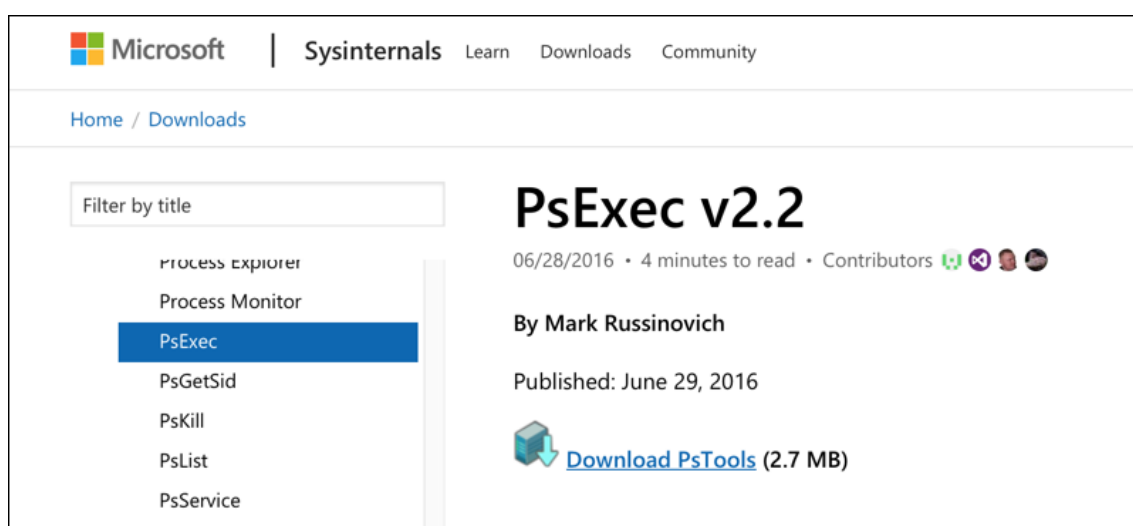 Microsoft | Sysinternals Learn Downloads Community
Home / Downloads
Filter by title
Process Explorer
Process Monitor
PsExec
PsGetSid
PsKill
PsList
PsService
PsExec v2.2
06/28/2016 • 4 minutes to read • Contributors
By Mark Russinovich
Published: June 29, 2016
Download PsTools (2.7 MB)